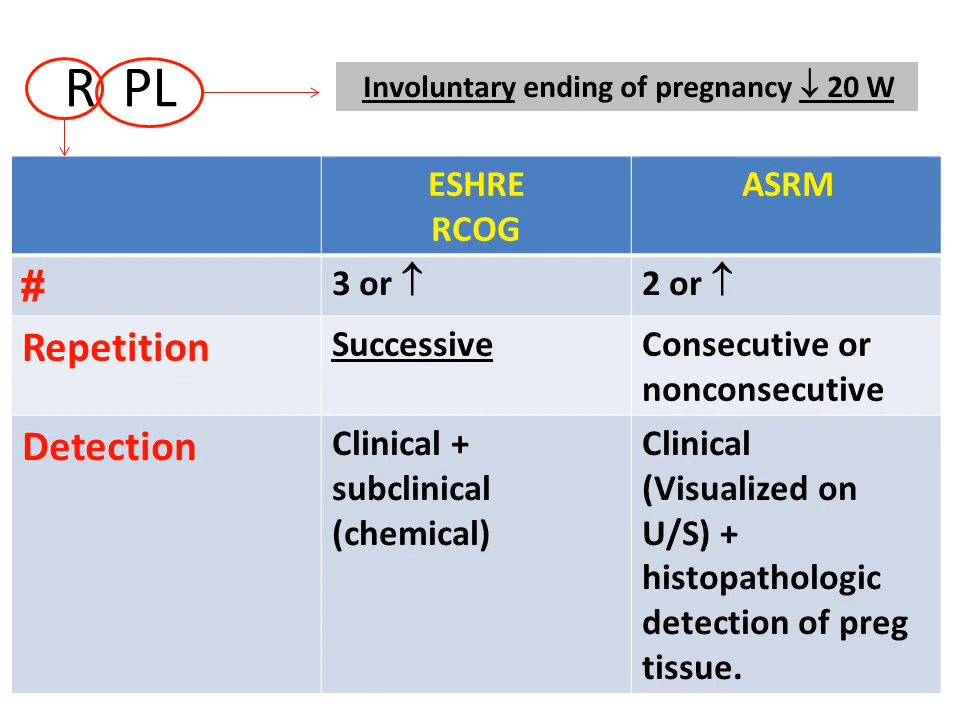 R PL
Involuntary ending of pregnancy ↓ 20 W
ESHRE
RCOG
ASRM
#
3 or ↑
2 or ↑
Repetition
Successive
Consecutive or
nonconsecutive
Detection
Clinical +
subclinical
(chemical)
Clinical
(Visualized on
U/S) +
histopathologic
detection of preg
tissue.